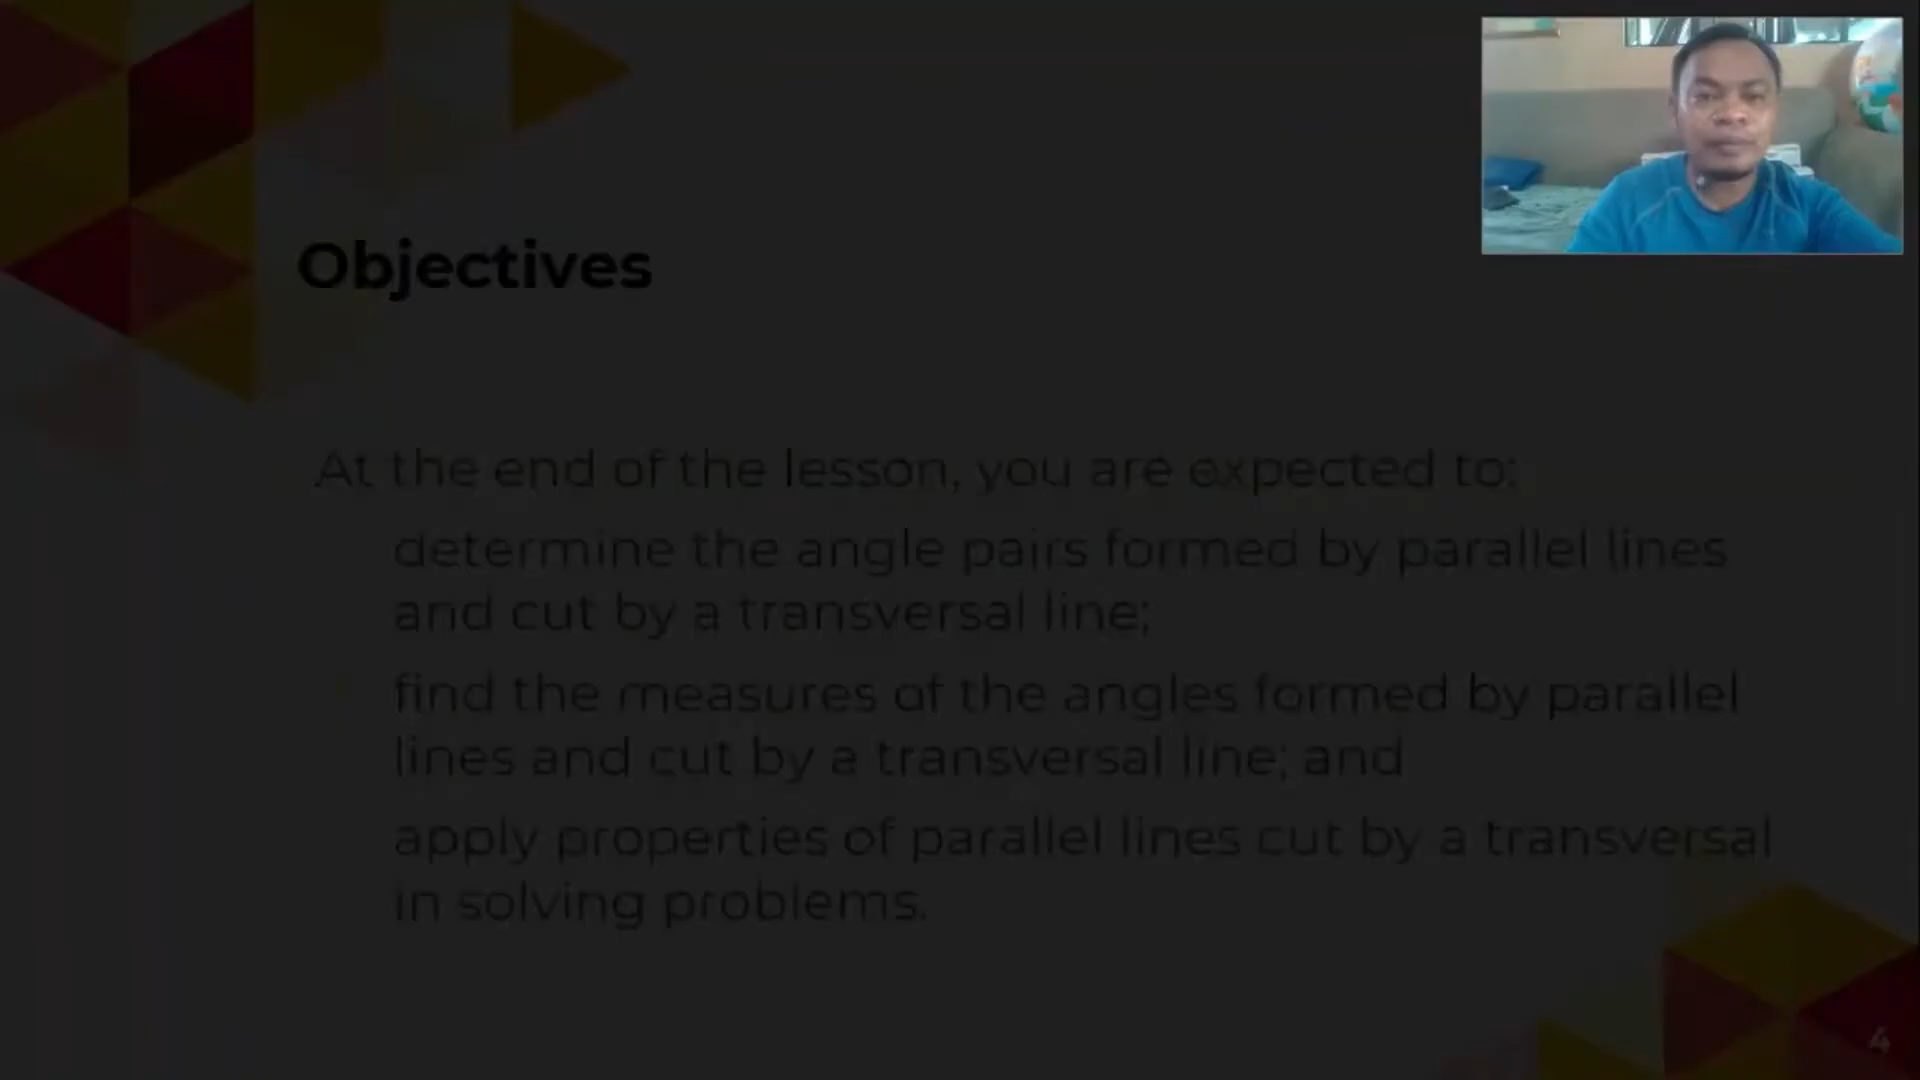 Objectives
At the end of the lesson, you are expected to:
determine the angle pairs formed by parallel lines
and cut by a transversal line;
find the measures of the angles formed by parallel
lines and cut by a transversal line; and
apply properties of parallel lines cut by a transversal
in solving problems.
4